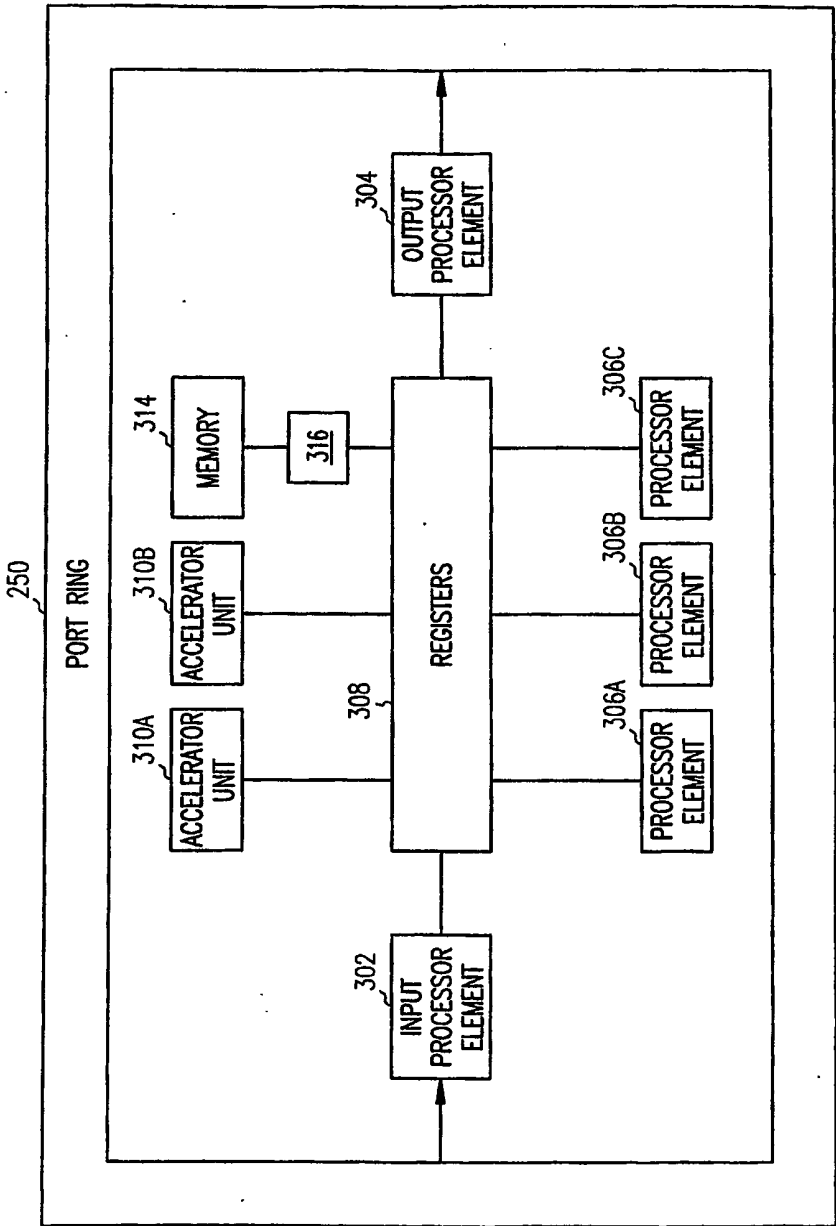 250
PORT RING
310A
ACCELERATOR
UNIT
310B
ACCELERATOR
UNIT
314
MEMORY
316
302
INPUT
PROCESSOR
ELEMENT
308
REGISTERS
304
OUTPUT
PROCESSOR
ELEMENT
306A
PROCESSOR
ELEMENT
306B
PROCESSOR
ELEMENT
306C
PROCESSOR
ELEMENT